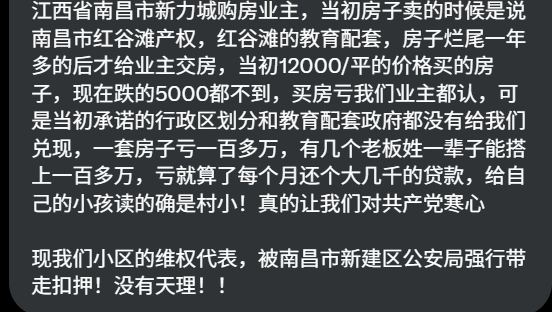 江西省南昌市新力城购房业主，当初房子卖的时候是说
南昌市红谷滩产权，红谷滩的教育配套，房子烂尾一年
多的后才给业主交房，当初12000/平的价格买的房
子，现在跌的5000都不到，买房亏我们业主都认，可
是当初承诺的行政区划分和教育配套政府都没有给我们
兑现，一套房子亏一百多万，有几个老板姓一辈子能搭
上一百多万，亏就算了每个月还个大几千的贷款，给自
己的小孩读的确是村小！真的让我们对共产党寒心

现我们小区的维权代表，被南昌市新建区公安局强行带
走扣押！没有天理！！